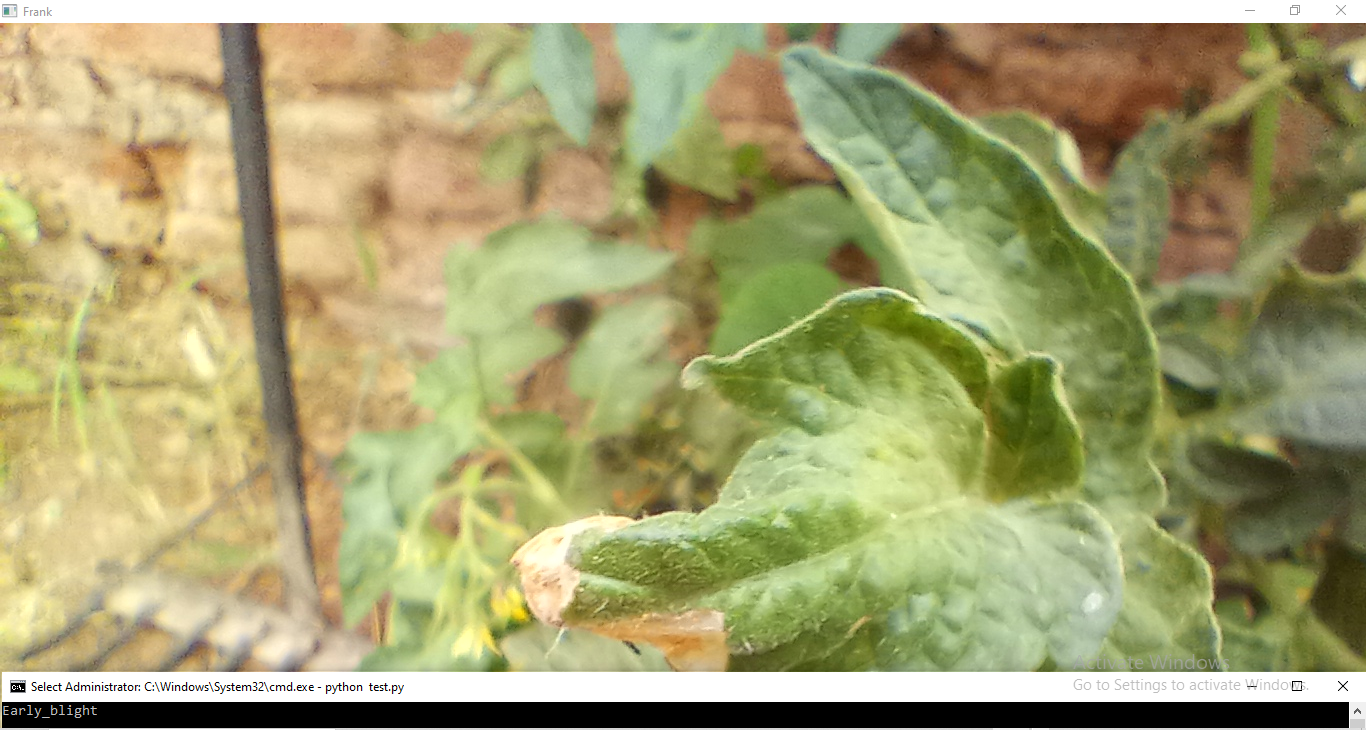 Frank
Activate Windows
Go to Settings to activate Windows.
Select Administrator: C:\Windows\System32\cmd.exe - python test.py
Early_blight